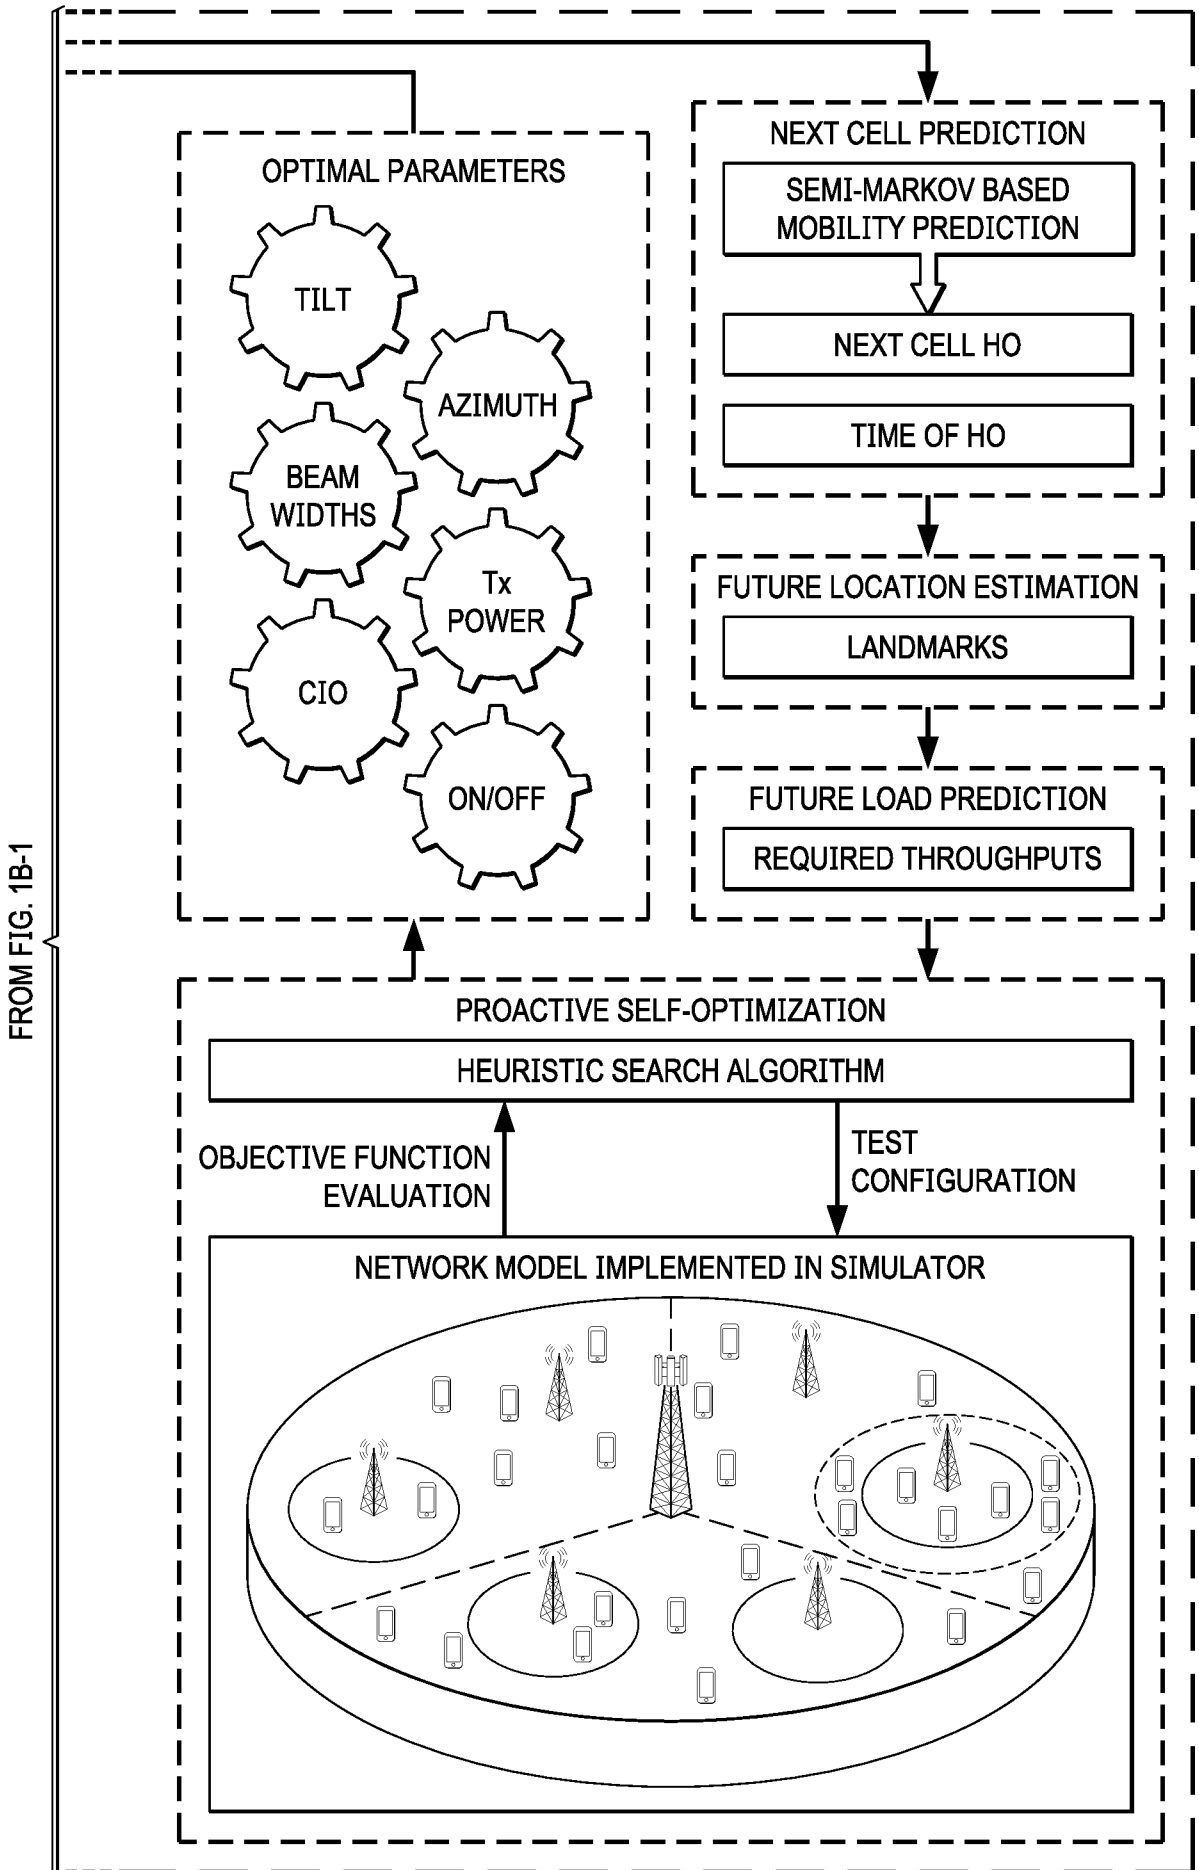 FROM FIG. 1B-1
OPTIMAL PARAMETERS
TILT
AZIMUTH
BEAM
WIDTHS
Tx
POWER
CIO
ON/OFF
NEXT CELL PREDICTION
SEMI-MARKOV BASED
MOBILITY PREDICTION
NEXT CELL HO
TIME OF HO
FUTURE LOCATION ESTIMATION
LANDMARKS
FUTURE LOAD PREDICTION
REQUIRED THROUGHPUTS
PROACTIVE SELF-OPTIMIZATION
HEURISTIC SEARCH ALGORITHM
OBJECTIVE FUNCTION
EVALUATION
TEST
CONFIGURATION
NETWORK MODEL IMPLEMENTED IN SIMULATOR